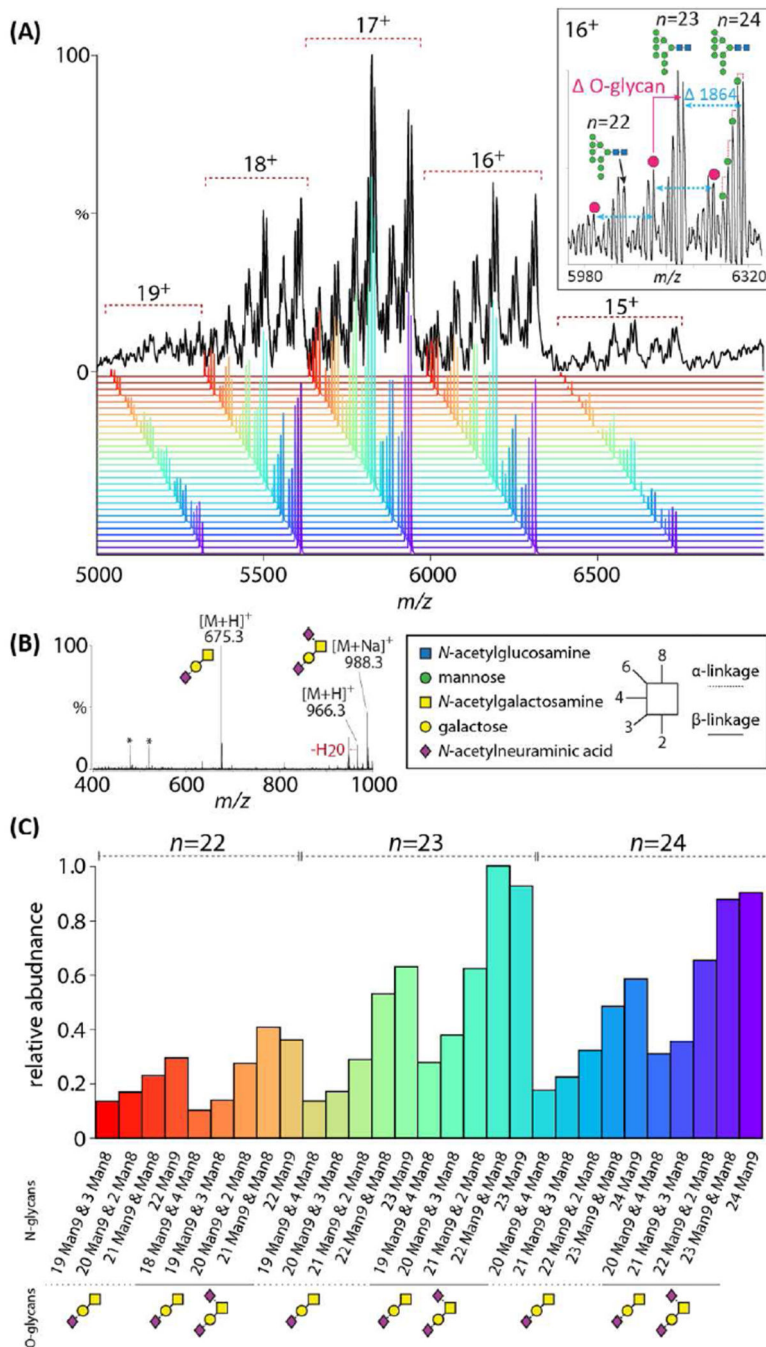 (A)
100
%
0
19+
18+
17+
16+
15+
5000
5500
6000
6500
m/z
16+
n=23
n=24
Δ O-glycan
Δ 1864
n=22
5980
m/z
6320
(B)
100
%
0
[M+H]+
675.3
[M+Na]+
988.3
[M+H]+
966.3
-H20
*
*
400
600
800
1000
m/z
N-acetylglucosamine
mannose
N-acetylgalactosamine
galactose
N-acetylneuraminic acid
8
6
4
3
2
α-linkage
β-linkage
(C)
n=22
n=23
n=24
relative abudnance
1.0
0.8
0.6
0.4
0.2
0
N-glycans
19 Man9 & 3 Man8
20 Man9 & 2 Man8
21 Man9 & Man8
22 Man9
18 Man9 & 4 Man8
19 Man9 & 3 Man8
20 Man9 & 2 Man8
21 Man9 & Man8
22 Man9
19 Man9 & 4 Man8
20 Man9 & 3 Man8
21 Man9 & 2 Man8
22 Man9 & Man8
23 Man9
19 Man9 & 4 Man8
20 Man9 & 3 Man8
21 Man9 & 2 Man8
22 Man9 & Man8
23 Man9
20 Man9 & 4 Man8
21 Man9 & 3 Man8
22 Man9 & 2 Man8
23 Man9 & Man8
24 Man9
20 Man9 & 4 Man8
21 Man9 & 3 Man8
22 Man9 & 2 Man8
23 Man9 & Man8
24 Man9
O-glycans